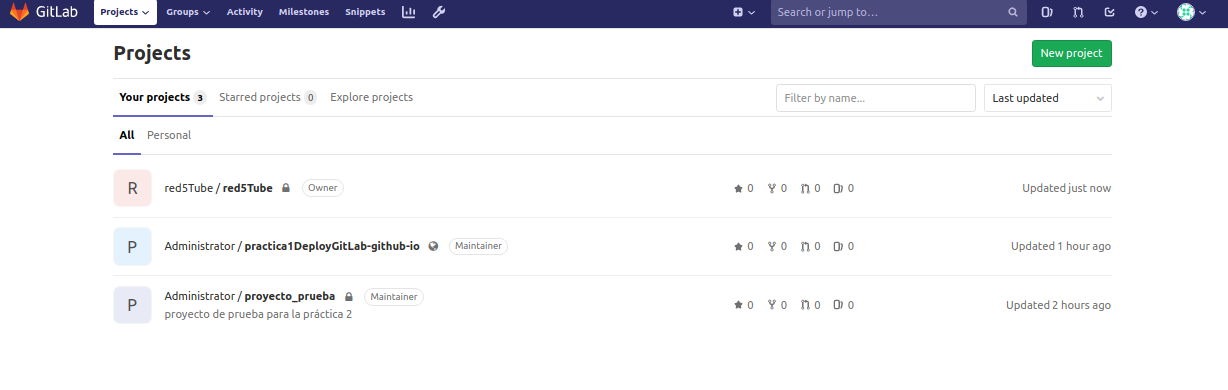 GitLab Projects Groups Activity Milestones Snippets Search or jump to...
Projects New project
Your projects 3 Starred projects 0 Explore projects Filter by name... Last updated
All Personal
R red5Tube / red5Tube Owner 0 0 0 0 Updated just now
P Administrator / practica1DeployGitLab-github-io Maintainer 0 0 0 0 Updated 1 hour ago
P Administrator / proyecto_prueba Maintainer 0 0 0 0 Updated 2 hours ago
proyecto de prueba para la práctica 2